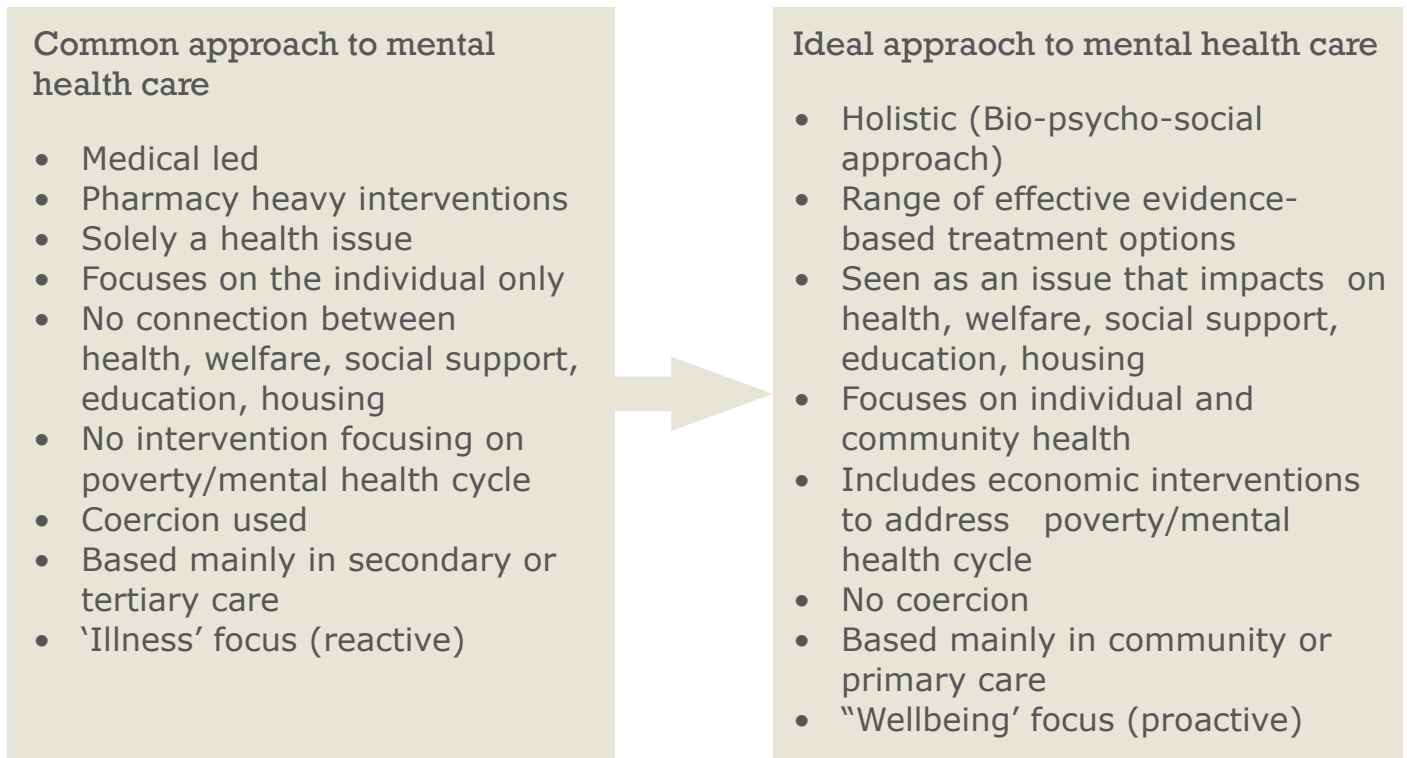 Common approach to mental
health care
• Medical led
• Pharmacy heavy interventions
• Solely a health issue
• Focuses on the individual only
• No connection between
health, welfare, social support,
education, housing
• No intervention focusing on
poverty/mental health cycle
• Coercion used
• Based mainly in secondary or
tertiary care
• ‘Illness’ focus (reactive)
Ideal appraoch to mental health care
• Holistic (Bio-psycho-social
approach)
• Range of effective evidence-
based treatment options
• Seen as an issue that impacts  on
health, welfare, social support,
education, housing
• Focuses on individual and
community health
• Includes economic interventions
to address   poverty/mental
health cycle
• No coercion
• Based mainly in community or
primary care
• “Wellbeing’ focus (proactive)